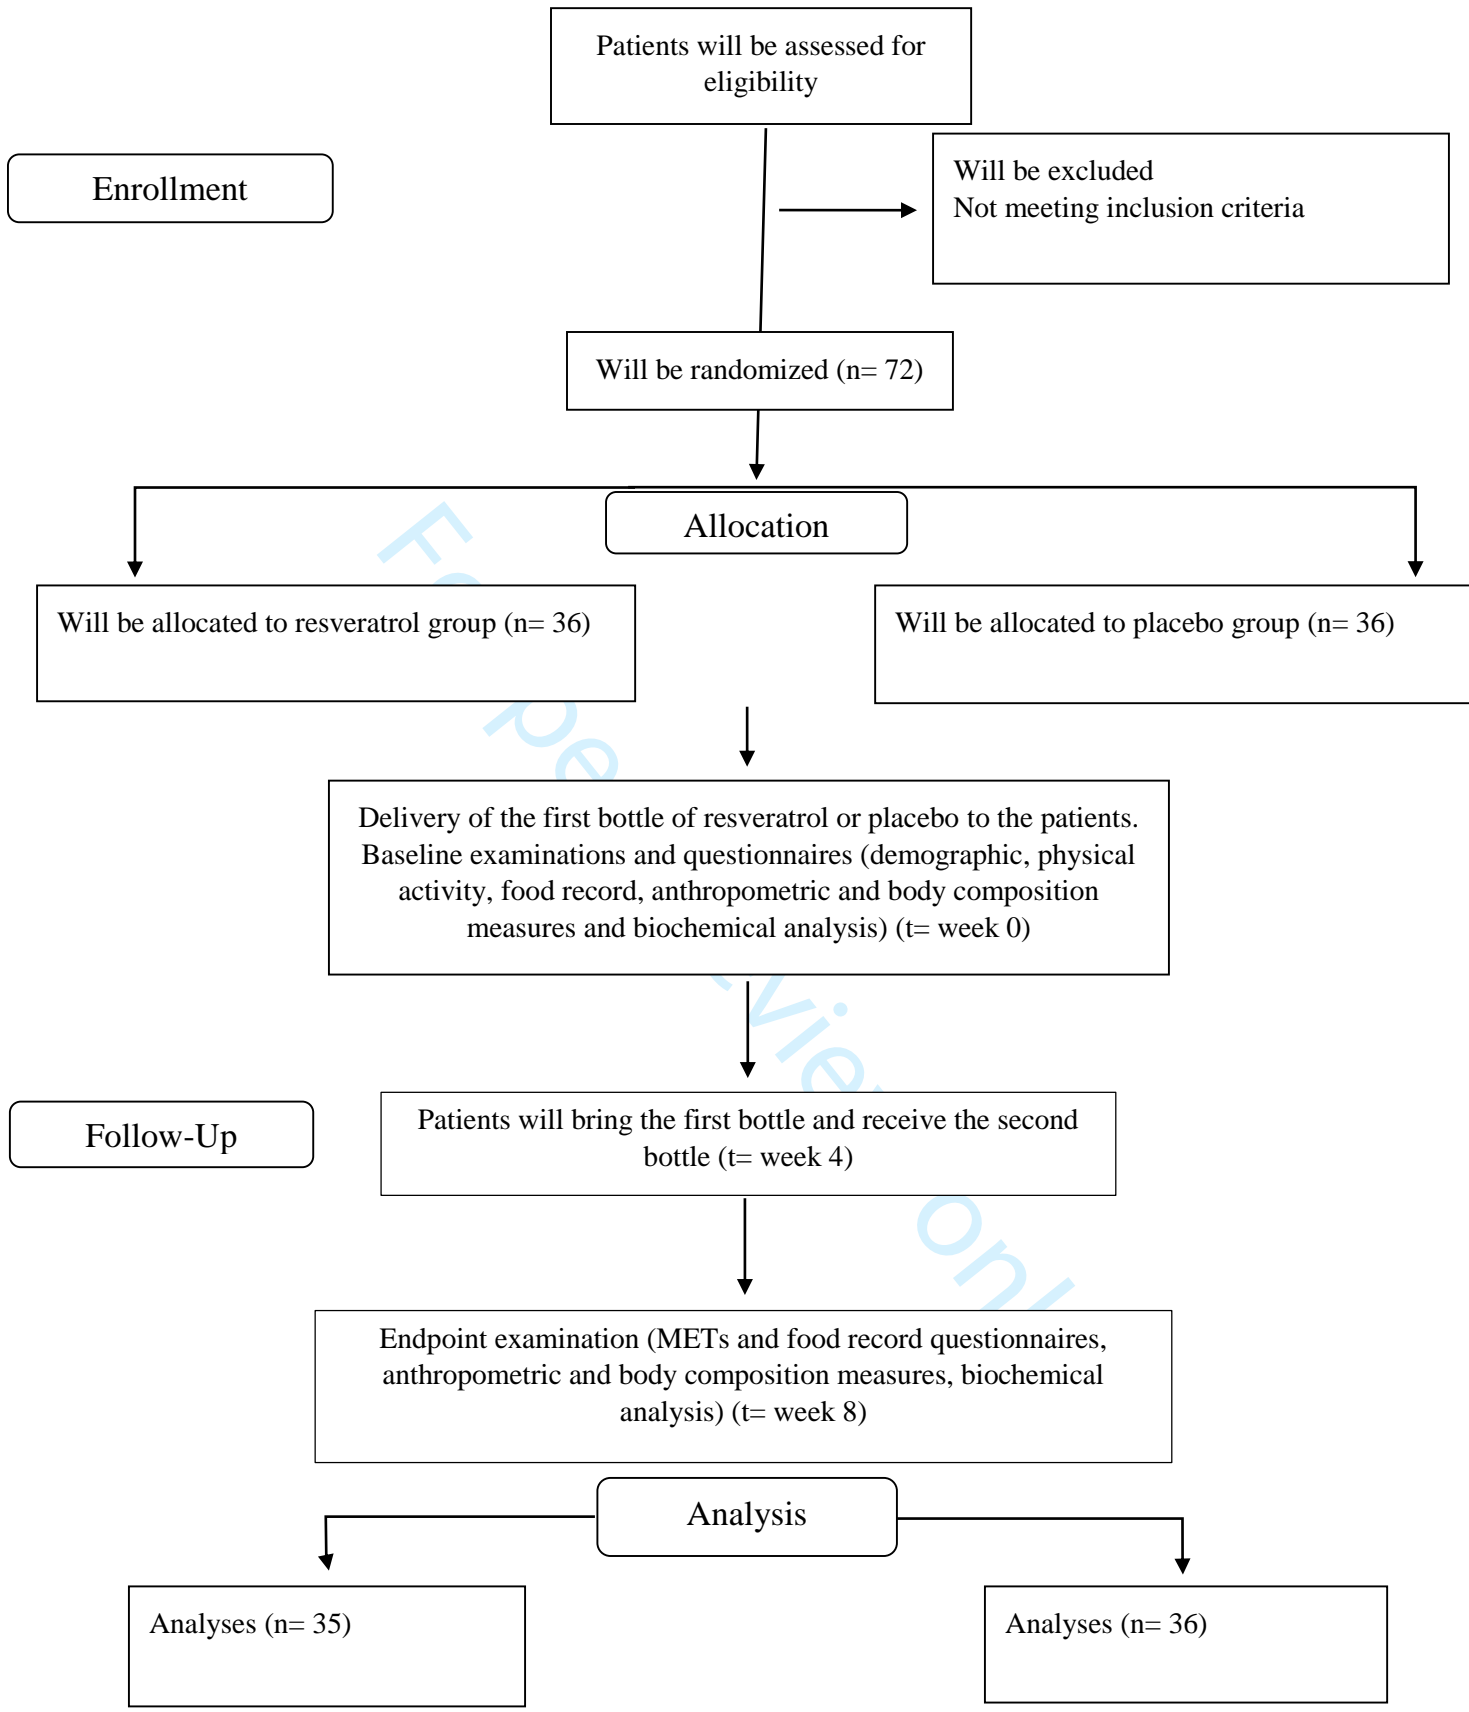 Patients will be assessed for
eligibility
Enrollment
Will be excluded
Not meeting inclusion criteria
Will be randomized (n= 72)
Allocation
Will be allocated to resveratrol group (n= 36)
Will be allocated to placebo group (n= 36)
Delivery of the first bottle of resveratrol or placebo to the patients.
Baseline examinations and questionnaires (demographic, physical
activity, food record, anthropometric and body composition
measures and biochemical analysis) (t= week 0)
Follow-Up
Patients will bring the first bottle and receive the second
bottle (t= week 4)
Endpoint examination (METs and food record questionnaires,
anthropometric and body composition measures, biochemical
analysis) (t= week 8)
Analysis
Analyses (n= 35)
Analyses (n= 36)